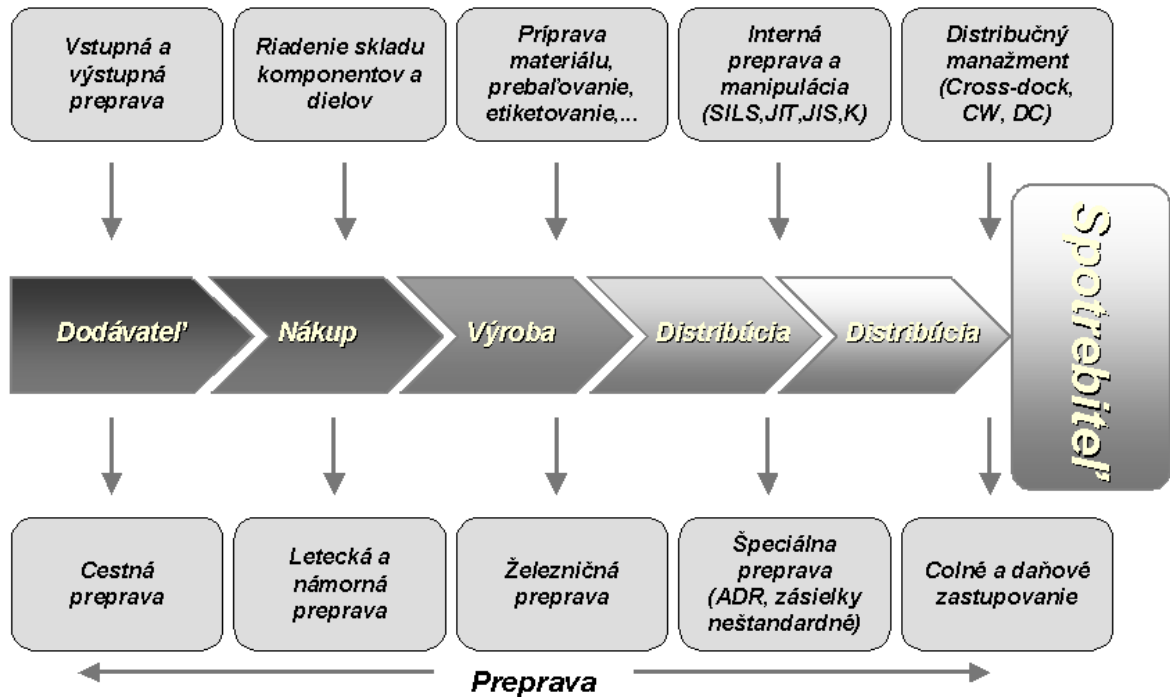 Vstupná a
výstupná
preprava
Riadenie skladu
komponentov a
dielov
Príprava
materiálu,
prebaľovanie,
etiketovanie,...
Interná
preprava a
manipulácia
(SILS,JIT,JIS,K)
Distribučný
manažment
(Cross-dock,
CW, DC)
Dodávateľ
Nákup
Výroba
Distribúcia
Distribúcia
Spotrebiteľ
Cestná
preprava
Letecká a
námorná
preprava
Železničná
preprava
Špeciálna
preprava
(ADR, zásielky
neštandardné)
Colné a daňové
zastupovanie
Preprava